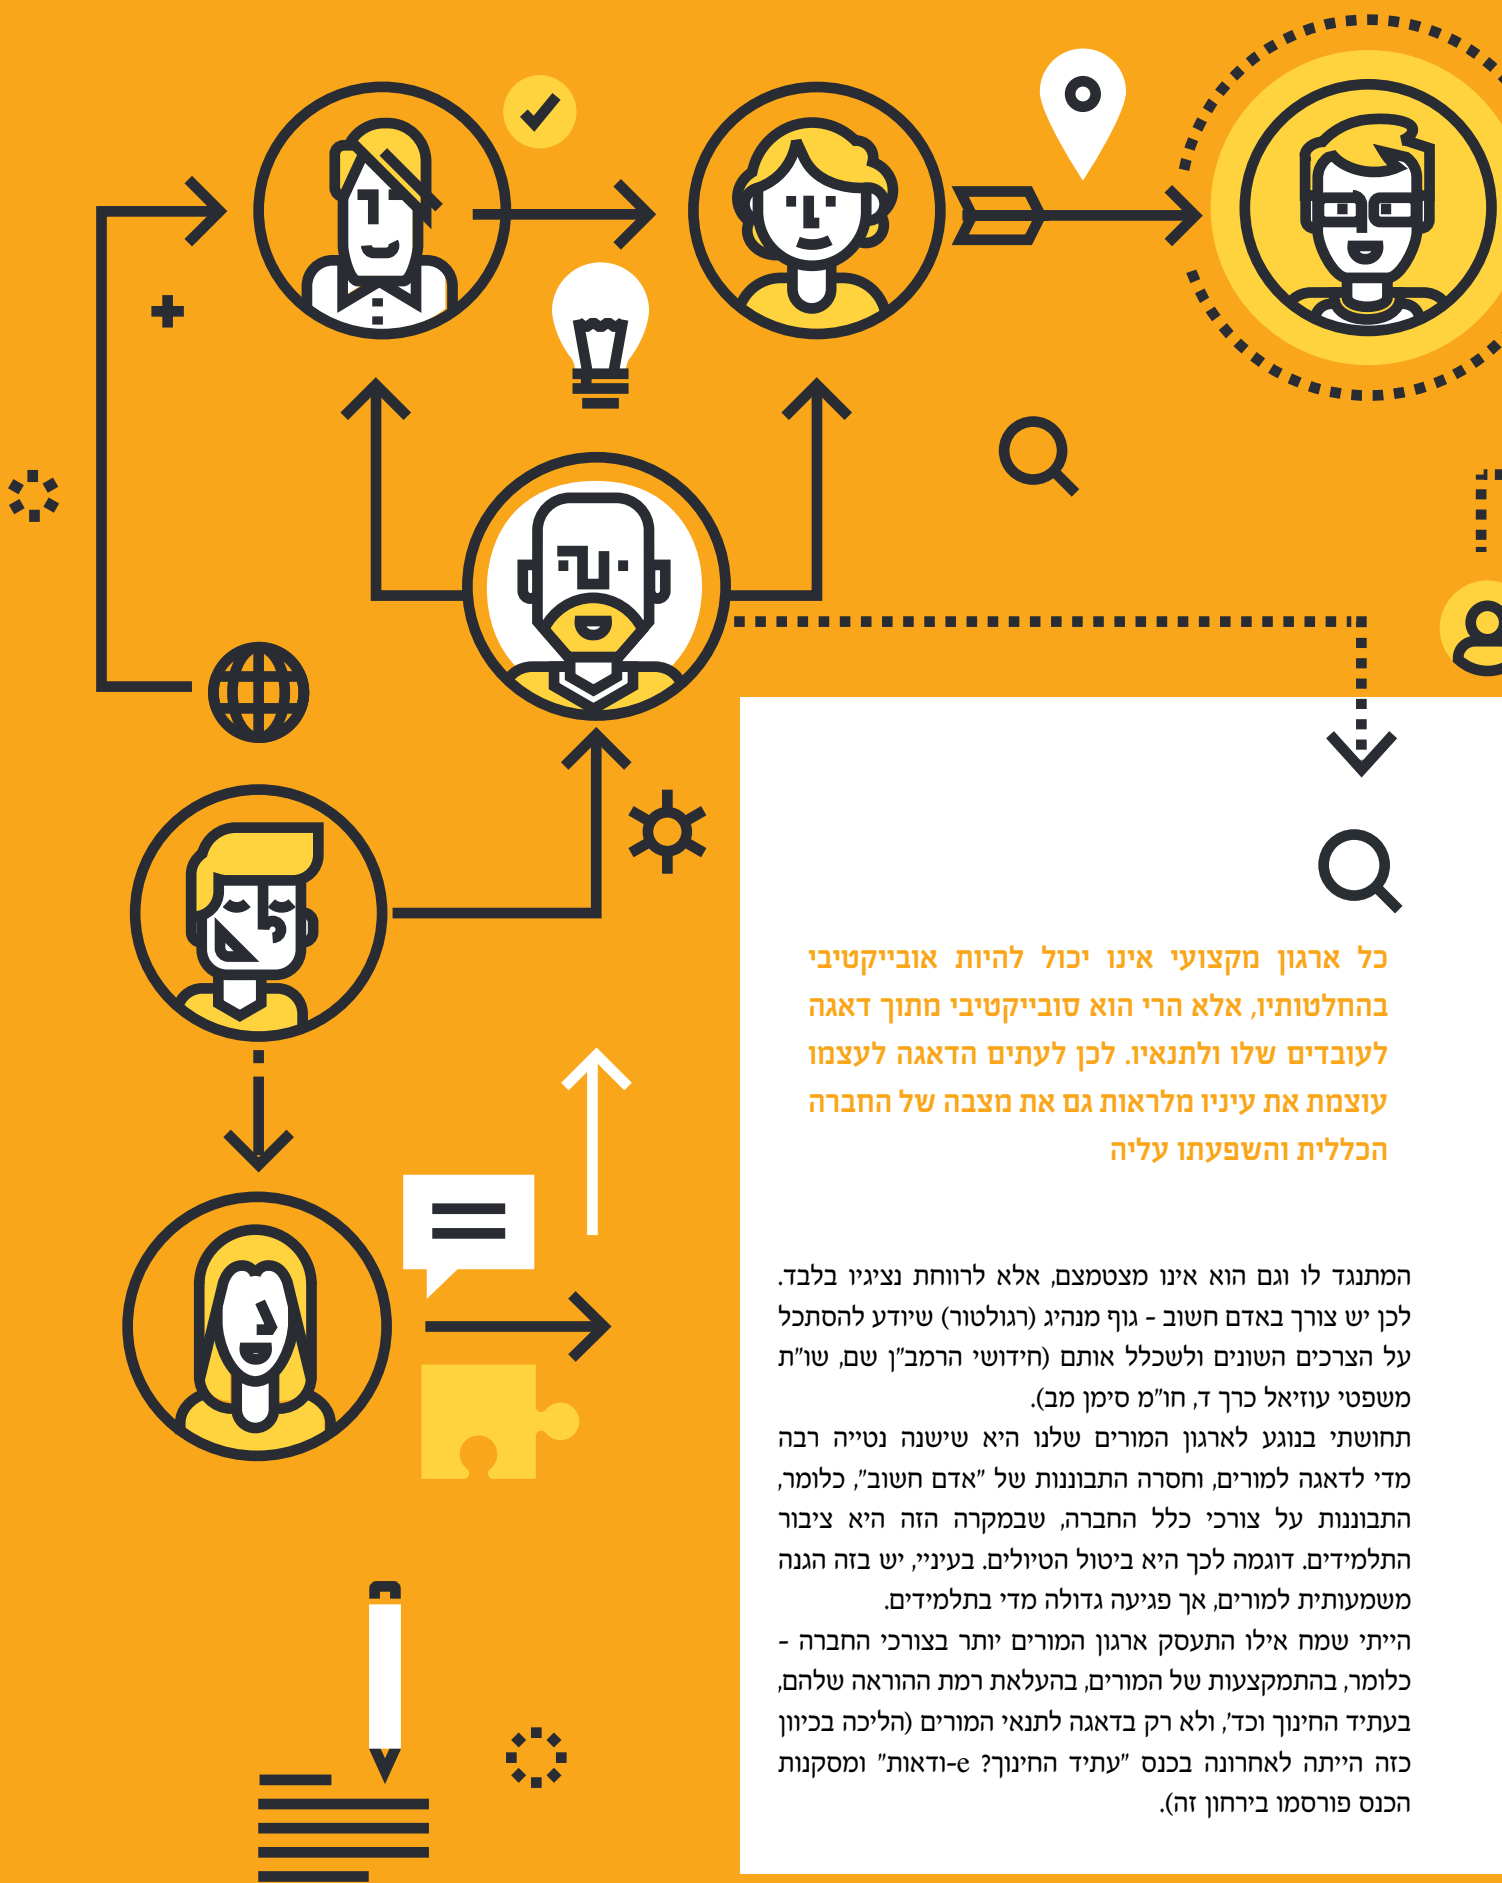 כל ארגון מקצועי אינו יכול להיות אובייקטיבי
בהחלטותיו, אלא הרי הוא סובייקטיבי מתוך דאגה
לעובדים שלו ולתנאיו. לכן לעתים הדאגה לעצמו
עוצמת את עיניו מלראות גם את מצבה של החברה
הכללית והשפעתו עליה
המתנגד לו וגם הוא אינו מצטמצם, אלא לרווחת נציגיו בלבד.
לכן יש צורך באדם חשוב - גוף מנהיג (רגולטור) שיודע להסתכל
על הצרכים השונים ולשכלל אותם (חידושי הרמב"ן שם, שו"ת
משפטי עוזיאל כרך ד, חו"מ סימן מב).
תחושתי בנוגע לארגון המורים שלנו היא שישנה נטייה רבה
מדי לדאגה למורים, וחסרה התבוננות של "אדם חשוב", כלומר,
התבוננות על צורכי כלל החברה, שבמקרה הזה היא ציבור
התלמידים. דוגמה לכך היא ביטול הטיולים. בעיניי, יש בזה הגנה
משמעותית למורים, אך פגיעה גדולה מדי בתלמידים.
הייתי שמח אילו התעסק ארגון המורים יותר בצורכי החברה -
כלומר, בהתמקצעות של המורים, בהעלאת רמת ההוראה שלהם,
בעתיד החינוך וכד', ולא רק בדאגה לתנאי המורים (הליכה בכיוון
כזה הייתה לאחרונה בכנס "עתיד החינוך? e-ודאות" ומסקנות
הכנס פורסמו בירחון זה).